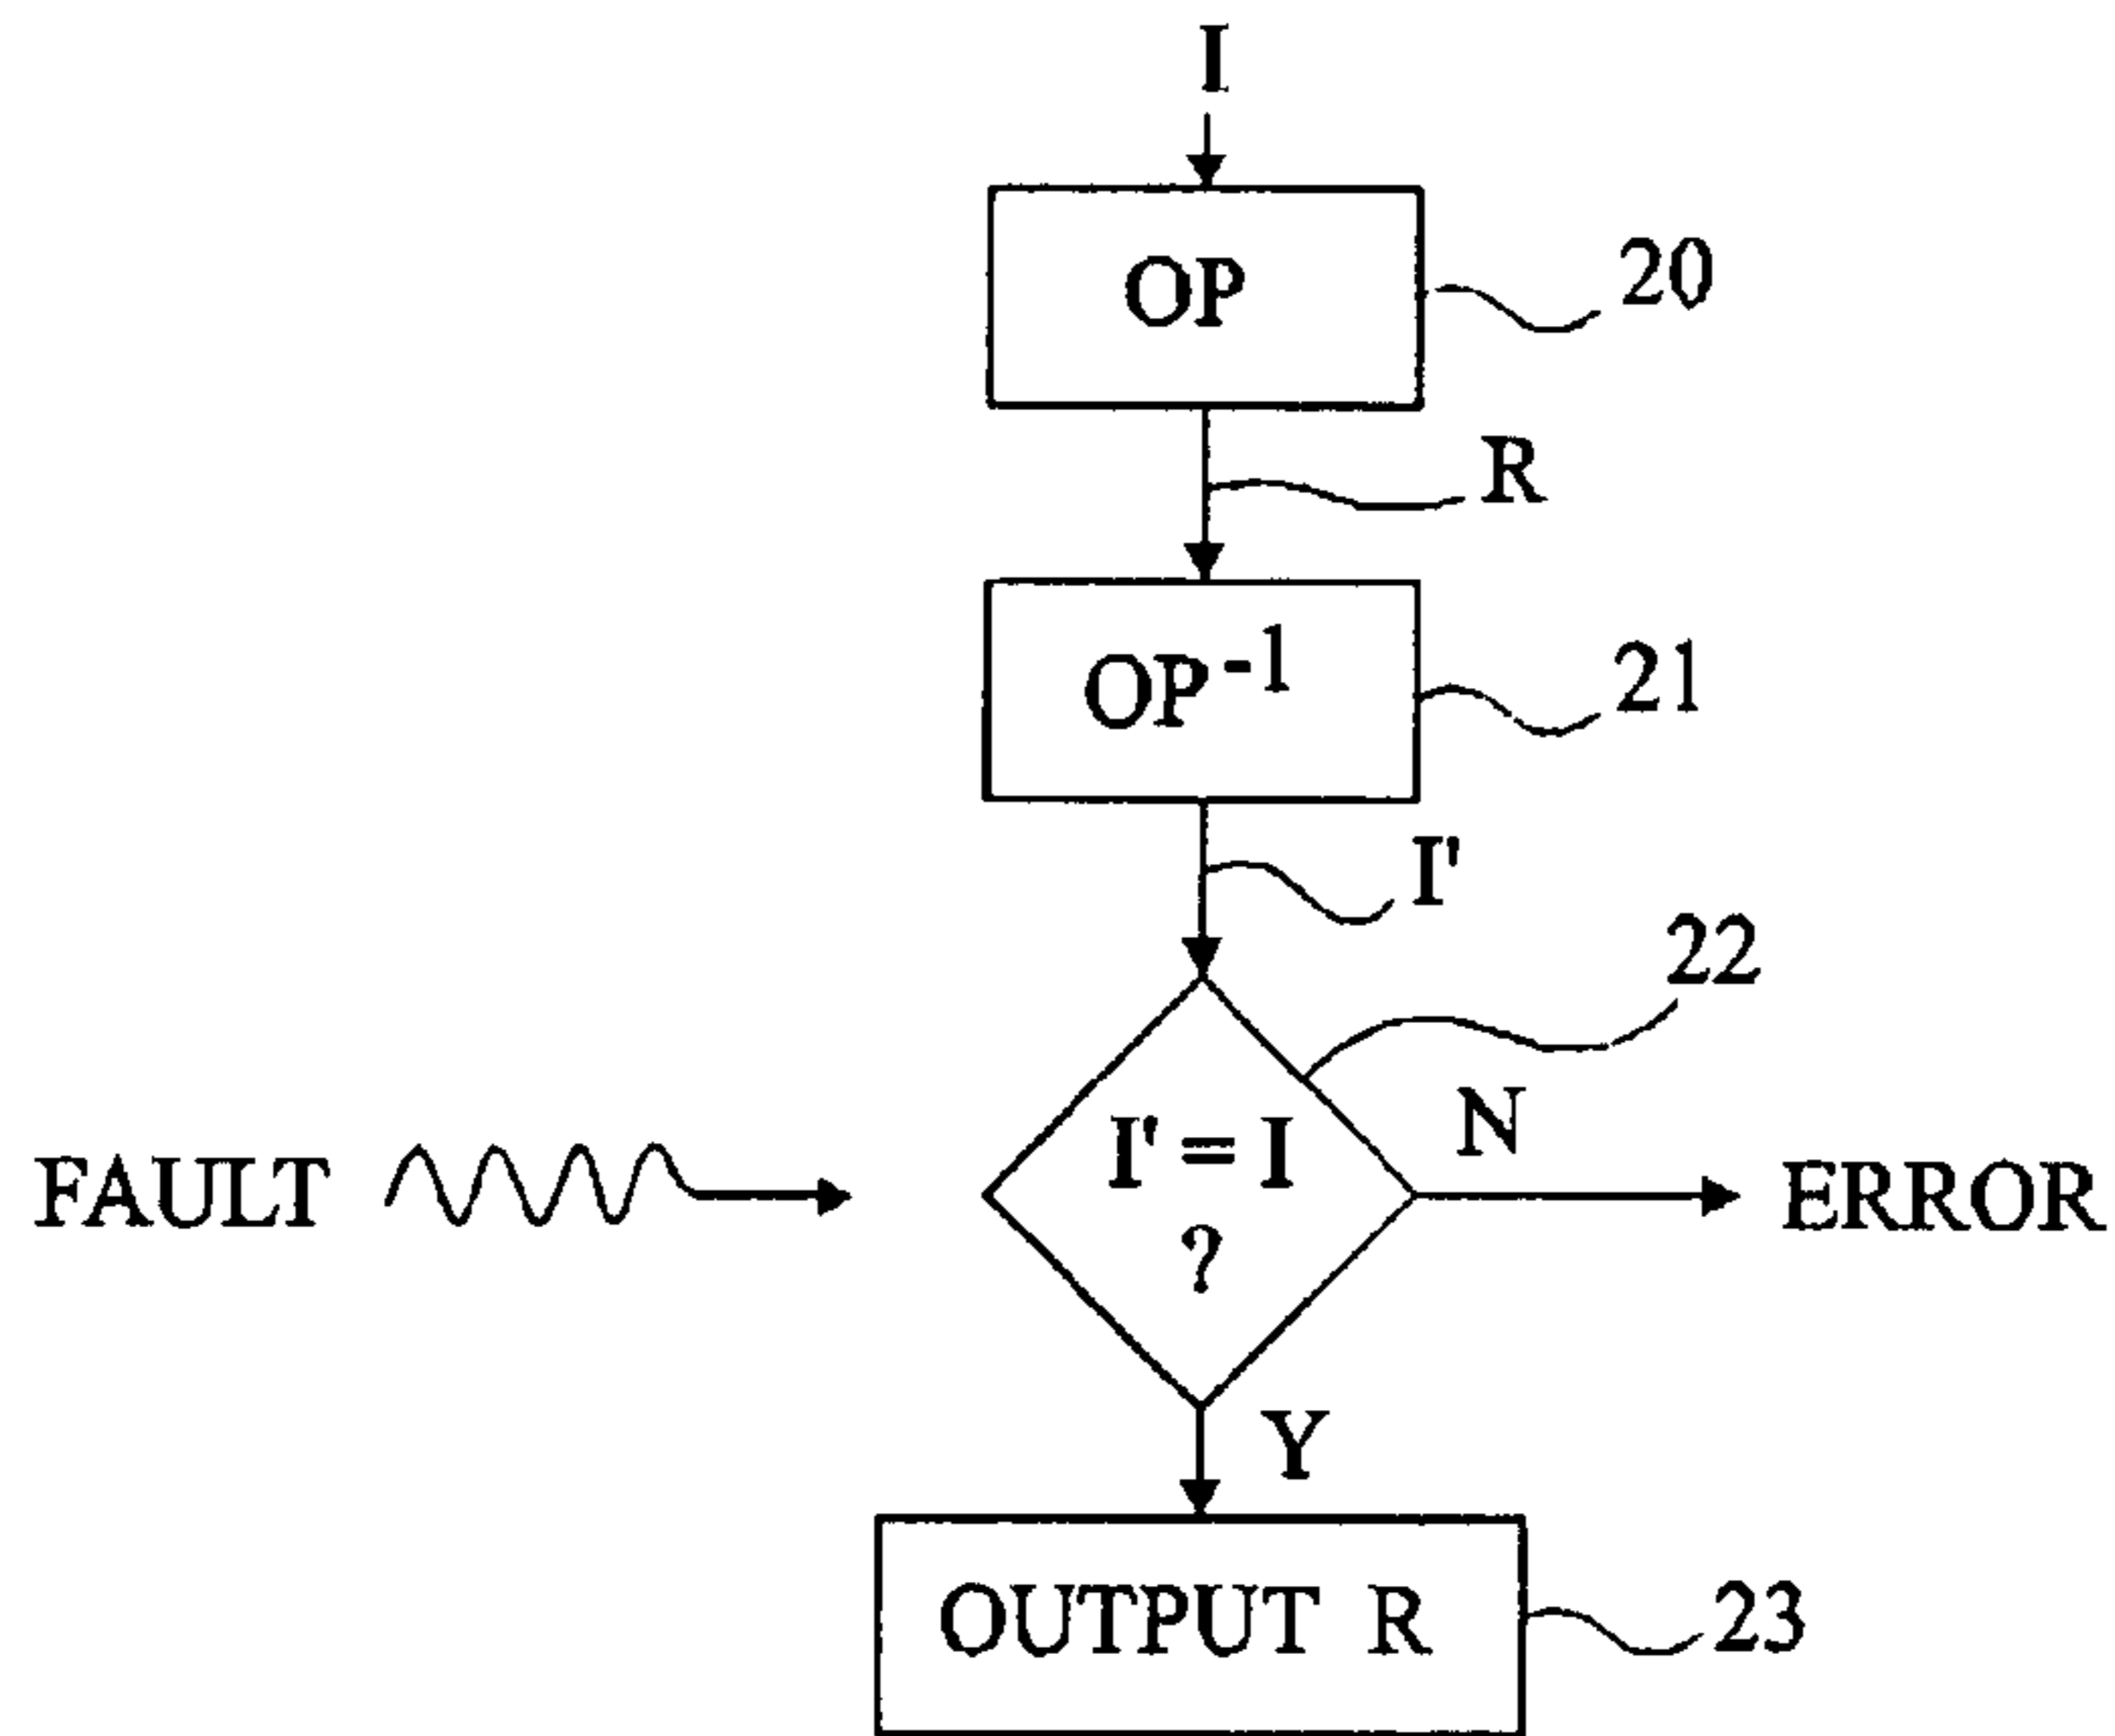 I
OP
20
R
OP-1
21
I'
22
I' = I
?
N
FAULT
ERROR
Y
OUTPUT R
23